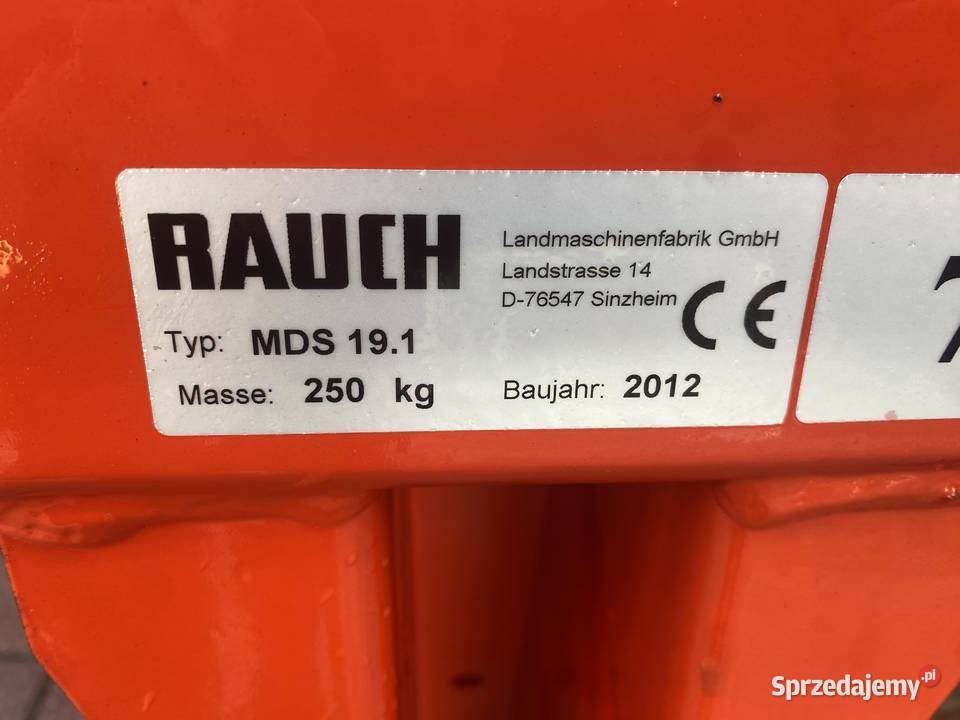 RAUCH
Landmaschinenfabrik GmbH
Landstrasse 14
D-76547 Sinzheim
CE
Typ: MDS 19.1
Masse: 250 kg
Baujahr: 2012
Sprzedajemy.pl